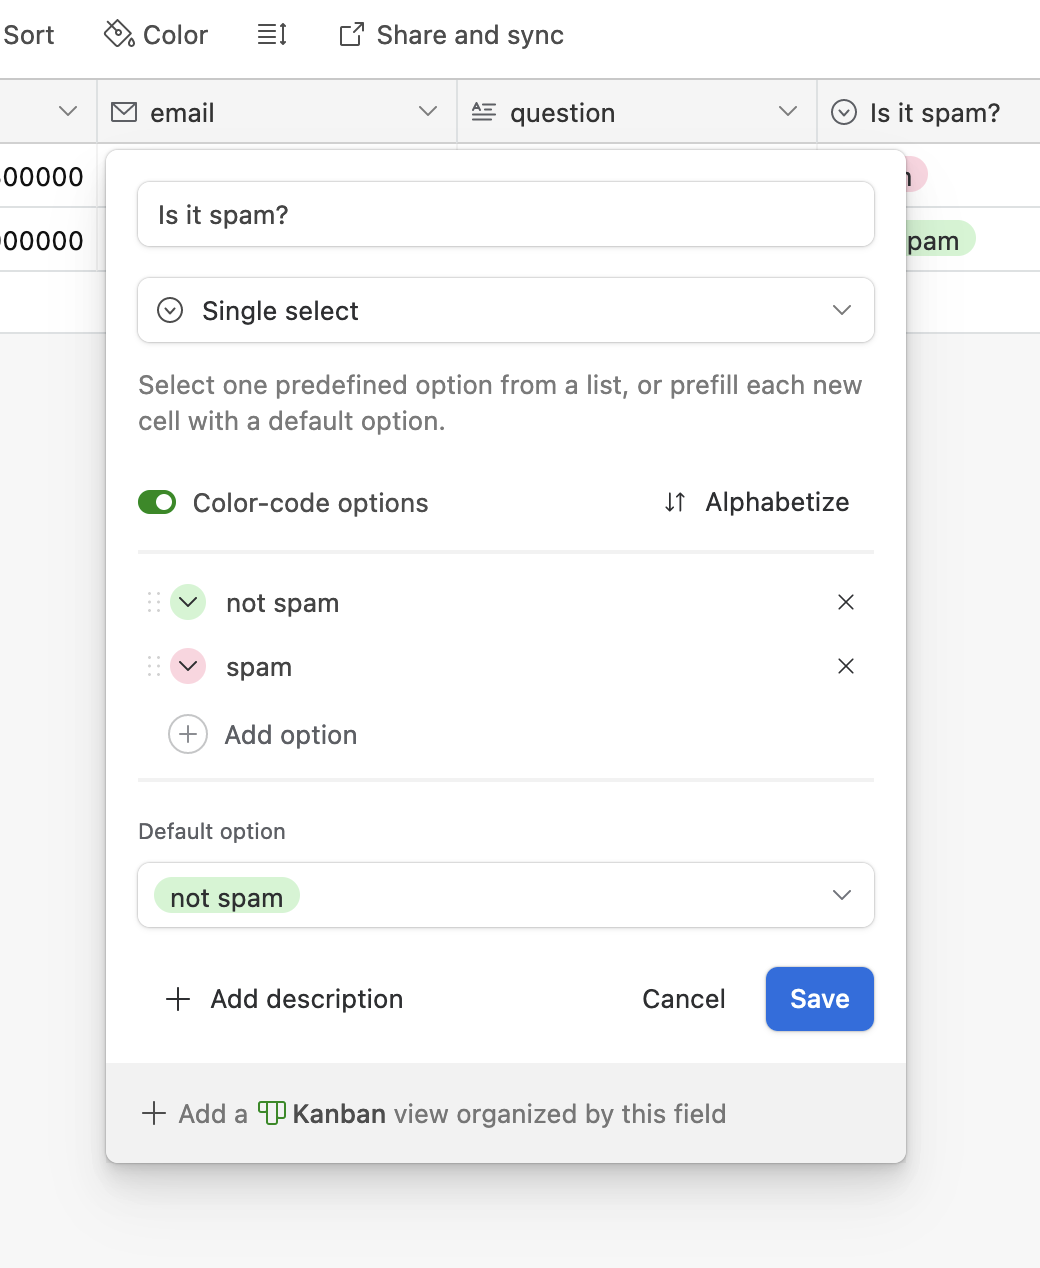 Sort Color Share and sync
email question Is it spam?
00000
00000
pam
Is it spam?
Single select
Select one predefined option from a list, or prefill each new
cell with a default option.
Color-code options Alphabetize
not spam
spam
Add option
Default option
not spam
Add description Cancel Save
Add a Kanban view organized by this field